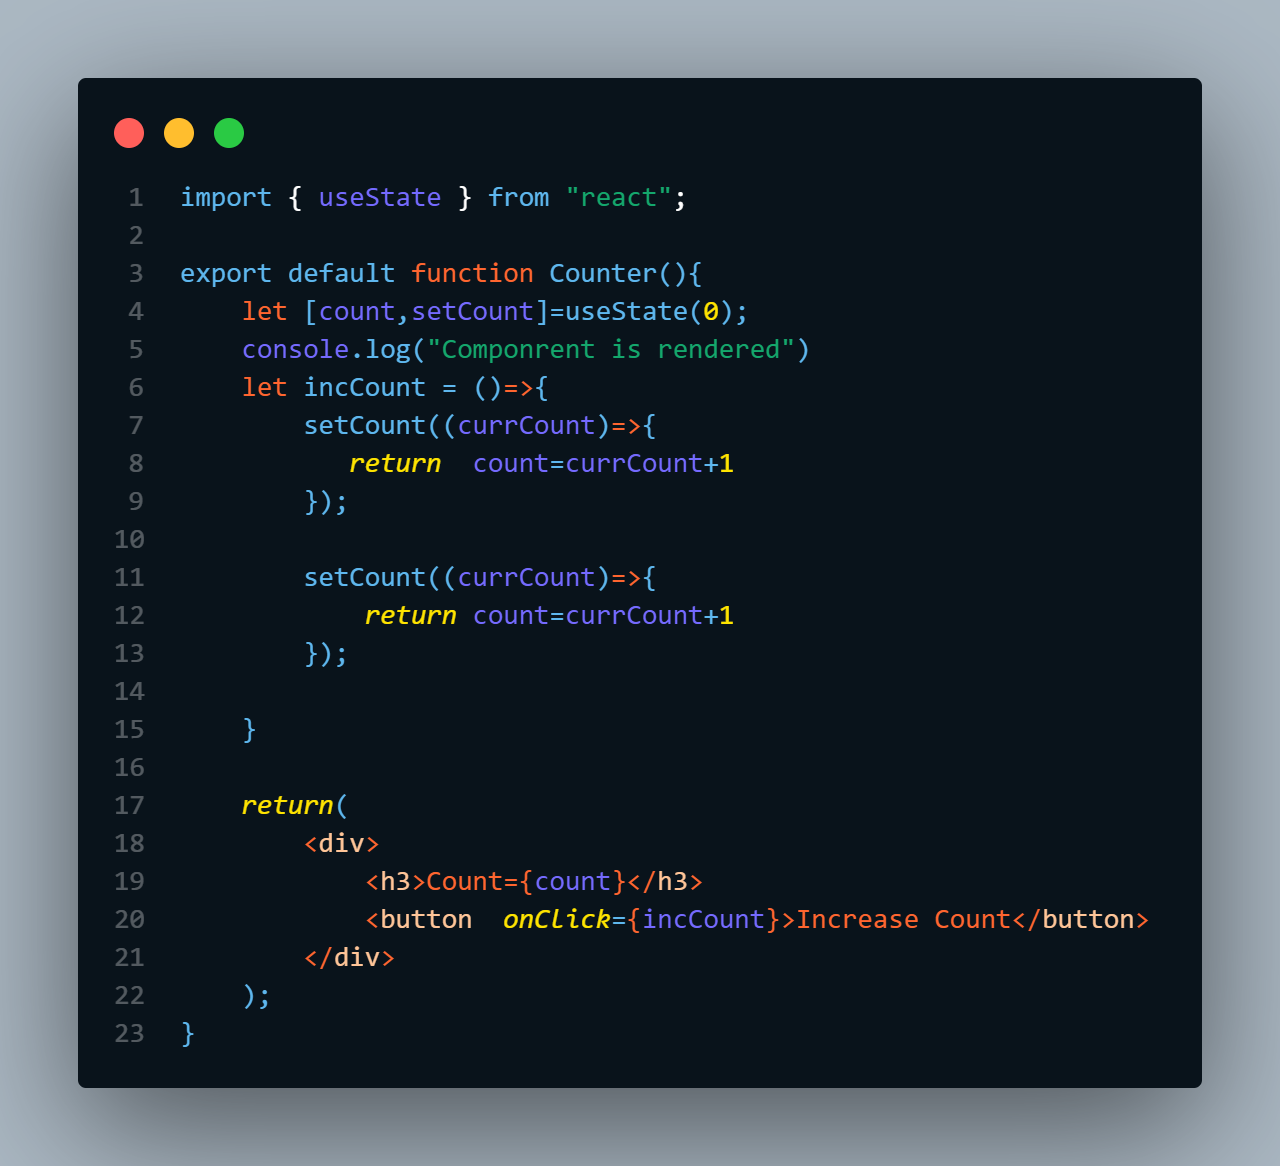 1 import { useState } from "react";
2
3 export default function Counter(){
4     let [count,setCount]=useState(0);
5     console.log("Componrent is rendered")
6     let incCount = ()=>{
7         setCount((currCount)=>{
8            return  count=currCount+1
9         });
10
11         setCount((currCount)=>{
12             return count=currCount+1
13         });
14
15     }
16
17     return(
18         <div>
19             <h3>Count={count}</h3>
20             <button  onClick={incCount}>Increase Count</button>
21         </div>
22     );
23 }